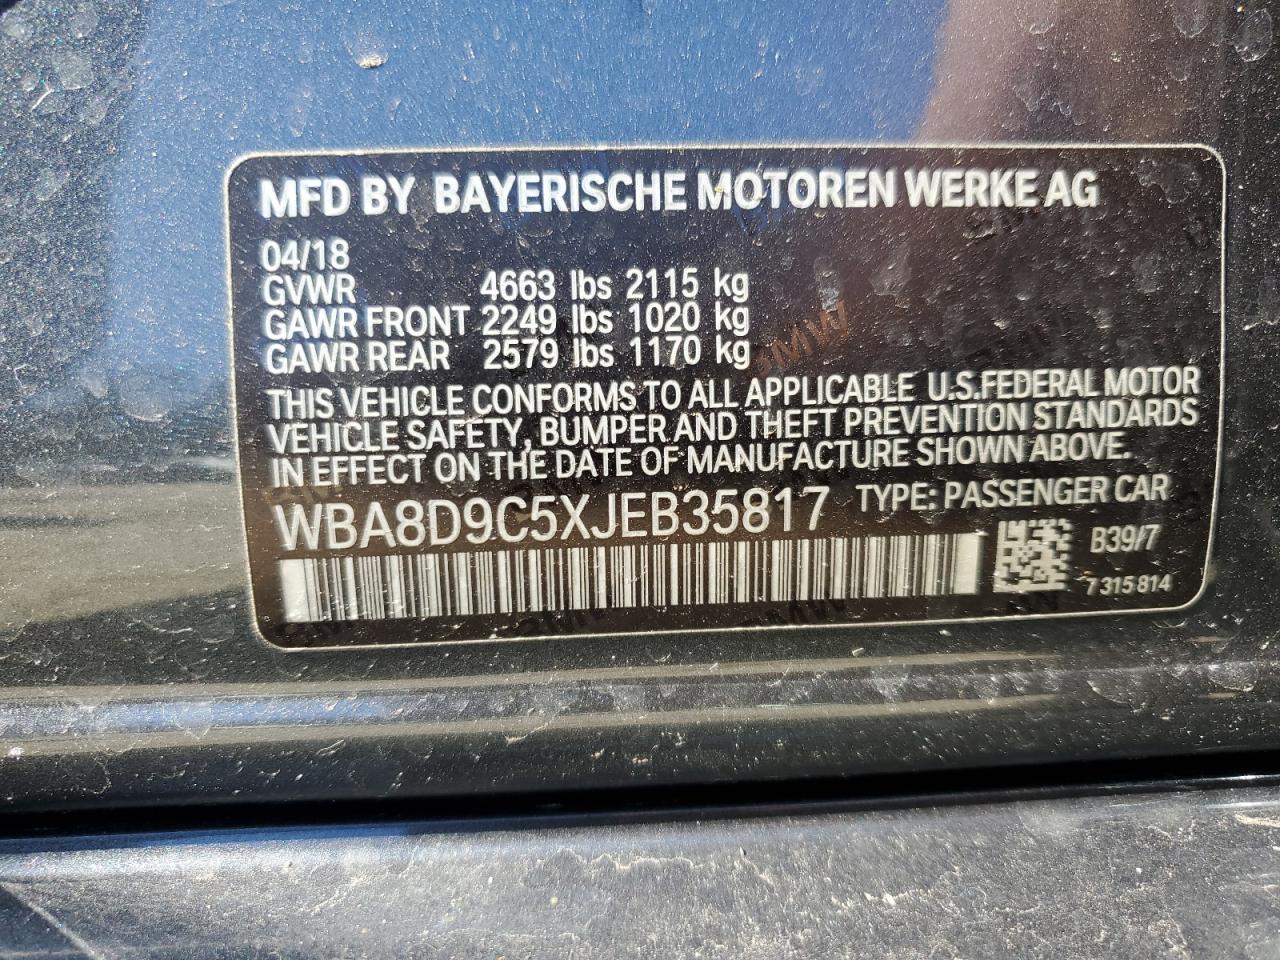 MFD BY BAYERISCHE MOTOREN WERKE AG
04/18
GVWR 4663 lbs 2115 kg
GAWR FRONT 2249 lbs 1020 kg
GAWR REAR 2579 lbs 1170 kg
THIS VEHICLE CONFORMS TO ALL APPLICABLE U.S.FEDERAL MOTOR
VEHICLE SAFETY, BUMPER AND THEFT PREVENTION STANDARDS
IN EFFECT ON THE DATE OF MANUFACTURE SHOWN ABOVE.
WBA8D9C5XJEB35817 TYPE: PASSENGER CAR
B39/7
7 315 814